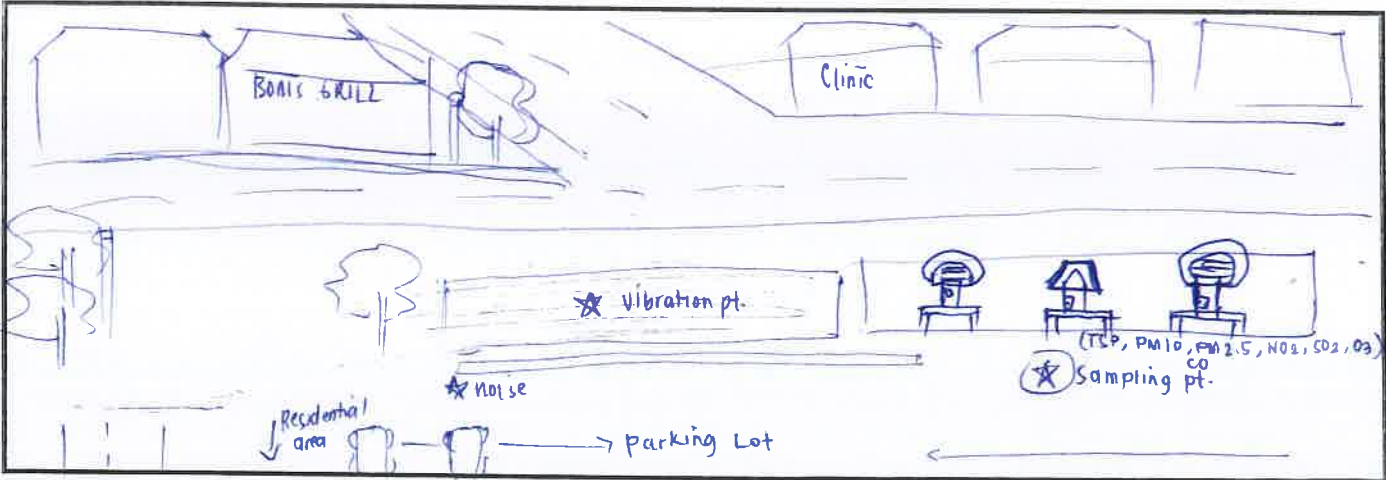 BONIS GRILL
Clinic
vibration pt.
(TSP, PM10, PM2.5, NO2, SO2, O3)
CO
Sampling pt.
noise
Residential
area
parking Lot